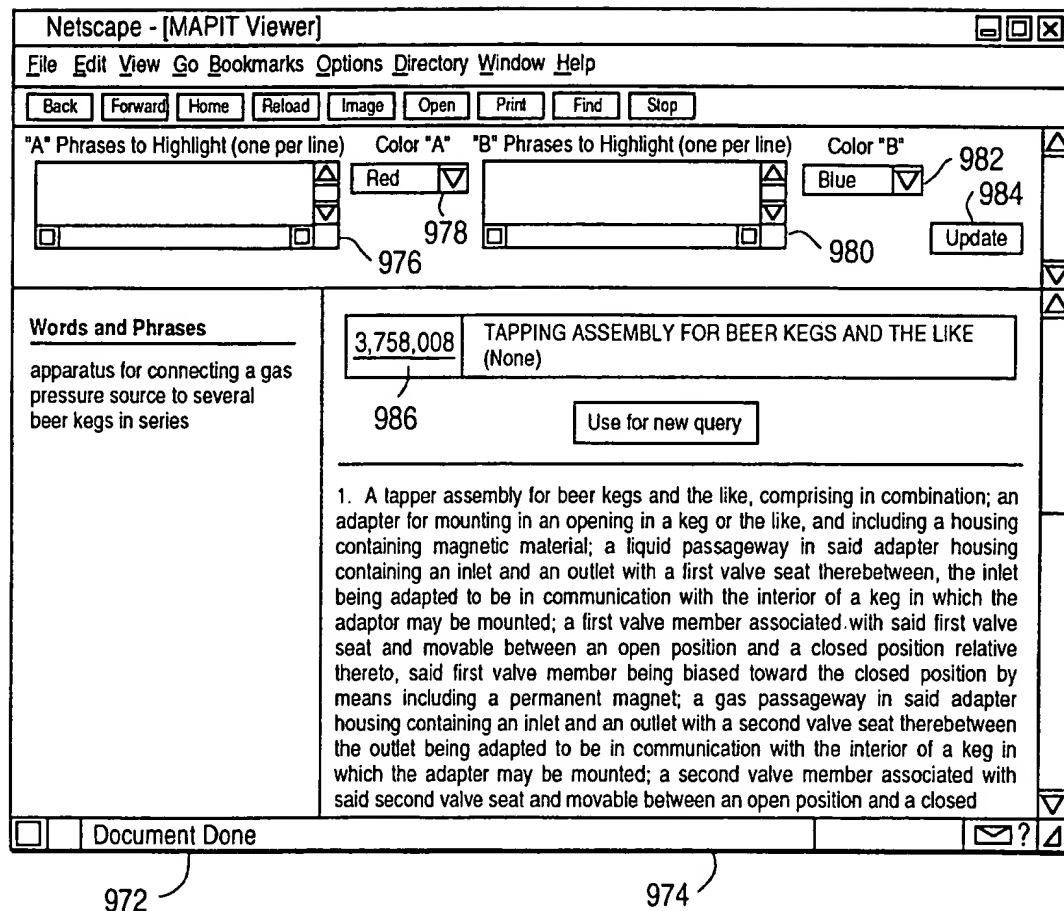 Netscape - [MAPIT Viewer]
File Edit View Go Bookmarks Options Directory Window Help
Back Forward Home Reload Image Open Print Find Stop
"A" Phrases to Highlight (one per line) Color "A" "B" Phrases to Highlight (one per line) Color "B"
Red Blue
982
984
978
976
980
Update
Words and Phrases
apparatus for connecting a gas
pressure source to several
beer kegs in series
3,758,008 TAPPING ASSEMBLY FOR BEER KEGS AND THE LIKE
(None)
986
Use for new query
1. A tapper assembly for beer kegs and the like, comprising in combination; an
adapter for mounting in an opening in a keg or the like, and including a housing
containing magnetic material; a liquid passageway in said adapter housing
containing an inlet and an outlet with a first valve seat therebetween, the inlet
being adapted to be in communication with the interior of a keg in which the
adaptor may be mounted; a first valve member associated.with said first valve
seat and movable between an open position and a closed position relative
thereto, said first valve member being biased toward the closed position by
means including a permanent magnet; a gas passageway in said adapter
housing containing an inlet and an outlet with a second valve seat therebetween
the outlet being adapted to be in communication with the interior of a keg in
which the adapter may be mounted; a second valve member associated with
said second valve seat and movable between an open position and a closed
Document Done ?
972
974